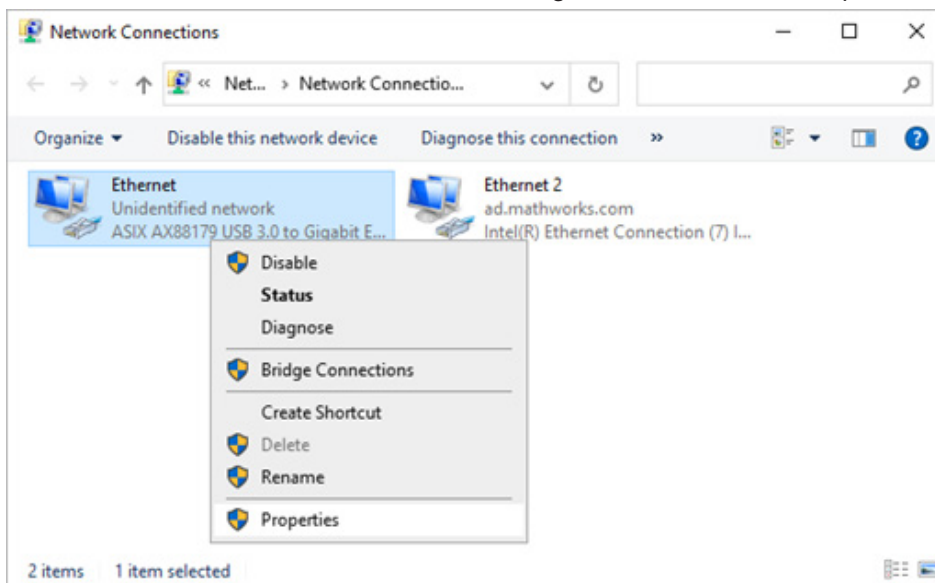 Network Connections
« Net... › Network Connectio...
Organize Disable this network device Diagnose this connection »
Ethernet
Unidentified network
ASIX AX88179 USB 3.0 to Gigabit E...
Ethernet 2
ad.mathworks.com
Intel(R) Ethernet Connection (7) I...
Disable
Status
Diagnose
Bridge Connections
Create Shortcut
Delete
Rename
Properties
2 items 1 item selected